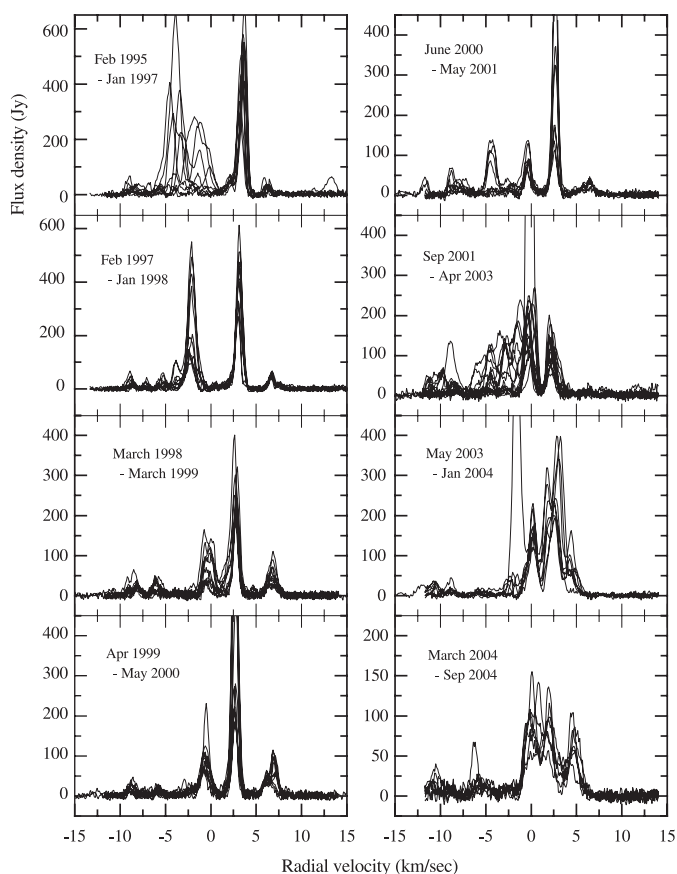 Flux density (Jy)
Feb 1995
- Jan 1997
600
400
200
0
Feb 1997
- Jan 1998
600
400
200
0
March 1998
- March 1999
400
300
200
100
0
Apr 1999
- May 2000
400
300
200
100
0
-15 -10 -5 0 5 10 15
June 2000
- May 2001
400
300
200
100
0
Sep 2001
- Apr 2003
400
300
200
100
0
May 2003
- Jan 2004
400
300
200
100
0
March 2004
- Sep 2004
200
150
100
50
0
-15 -10 -5 0 5 10 15
Radial velocity (km/sec)